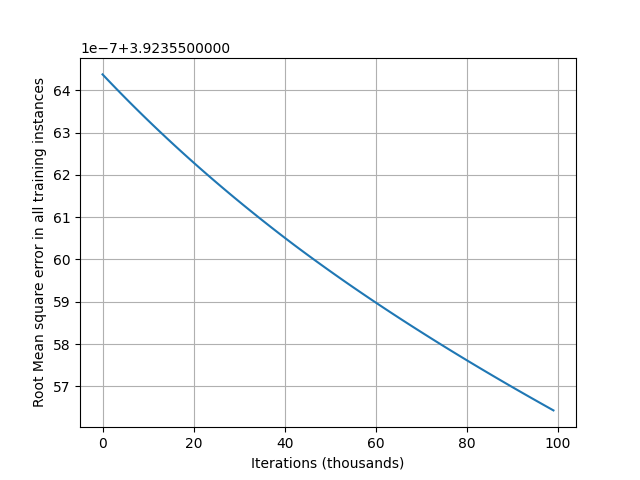 1e−7+3.9235500000
64
63
62
61
60
59
58
57
Root Mean square error in all training instances
0 20 40 60 80 100
Iterations (thousands)